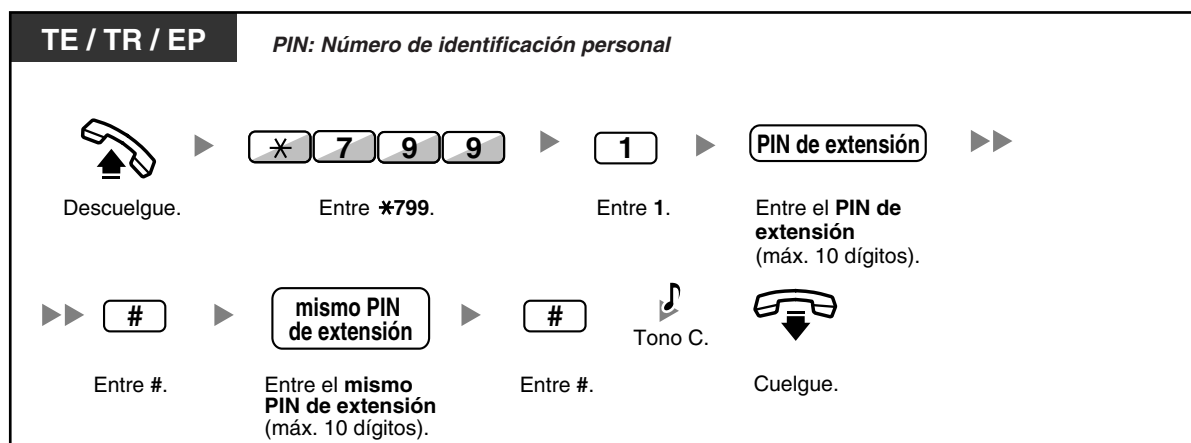 TE / TR / EP
PIN: Número de identificación personal
* 7 9 9
1
PIN de extensión
Descuelgue.
Entre *799.
Entre 1.
Entre el PIN de
extensión
(máx. 10 dígitos).
#
mismo PIN
de extensión
#
Tono C.
Entre #.
Entre el mismo
PIN de extensión
(máx. 10 dígitos).
Entre #.
Cuelgue.